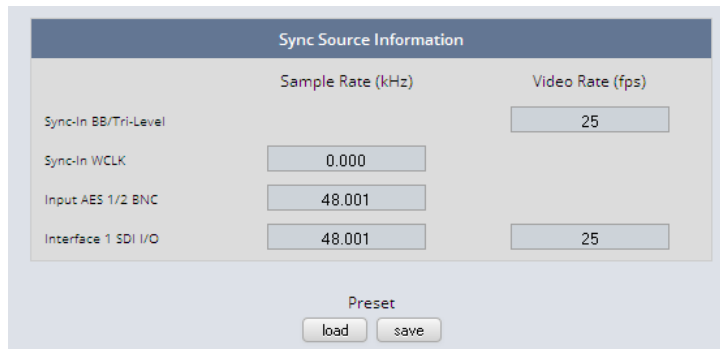 Sync Source Information
Sample Rate (kHz) Video Rate (fps)
Sync-In BB/Tri-Level 25
Sync-In WCLK 0.000
Input AES 1/2 BNC 48.001
Interface 1 SDI I/O 48.001 25
Preset
load save